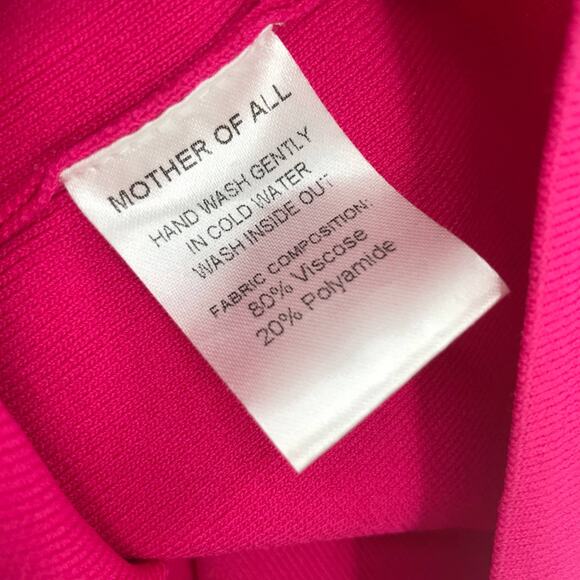 MOTHER OF ALL
HAND WASH GENTLY
IN COLD WATER
WASH INSIDE OUT
FABRIC COMPOSITION:
80% Viscose
20% Polyamide